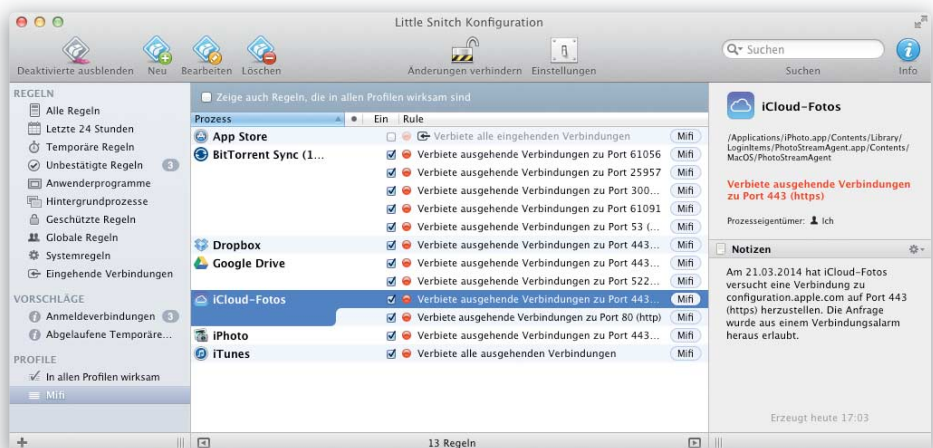 Little Snitch Konfiguration
Deaktivierte ausblenden Neu Bearbeiten Löschen Änderungen verhindern Einstellungen Suchen Suchen Info
REGELN
Alle Regeln
Letzte 24 Stunden
Temporäre Regeln
Unbestätigte Regeln 3
Anwenderprogramme
Hintergrundprozesse
Geschützte Regeln
Globale Regeln
Systemregeln
Eingehende Verbindungen
VORSCHLÄGE
Anmeldeverbindungen 3
Abgelaufene Temporäre...
PROFILE
In allen Profilen wirksam
Mifi
Zeige auch Regeln, die in allen Profilen wirksam sind
Prozess Ein Rule
App Store Verbiete alle eingehenden Verbindungen Mifi
BitTorrent Sync (1... Verbiete ausgehende Verbindungen zu Port 61056 Mifi
Verbiete ausgehende Verbindungen zu Port 25957 Mifi
Verbiete ausgehende Verbindungen zu Port 300... Mifi
Verbiete ausgehende Verbindungen zu Port 61091 Mifi
Verbiete ausgehende Verbindungen zu Port 53 (... Mifi
Dropbox Verbiete ausgehende Verbindungen zu Port 443... Mifi
Google Drive Verbiete ausgehende Verbindungen zu Port 443... Mifi
Verbiete ausgehende Verbindungen zu Port 522... Mifi
iCloud-Fotos Verbiete ausgehende Verbindungen zu Port 443... Mifi
Verbiete ausgehende Verbindungen zu Port 80 (http) Mifi
iPhoto Verbiete ausgehende Verbindungen zu Port 443... Mifi
iTunes Verbiete alle ausgehenden Verbindungen Mifi
13 Regeln
iCloud-Fotos
/Applications/iPhoto.app/Contents/Library/
LoginItems/PhotoStreamAgent.app/Contents/
MacOS/PhotoStreamAgent
Verbiete ausgehende Verbindungen
zu Port 443 (https)
Prozesseigentümer: Ich
Notizen
Am 21.03.2014 hat iCloud-Fotos
versucht eine Verbindung zu
configuration.apple.com auf Port 443
(https) herzustellen. Die Anfrage
wurde aus einem Verbindungsalarm
heraus erlaubt.
Erzeugt heute 17:03